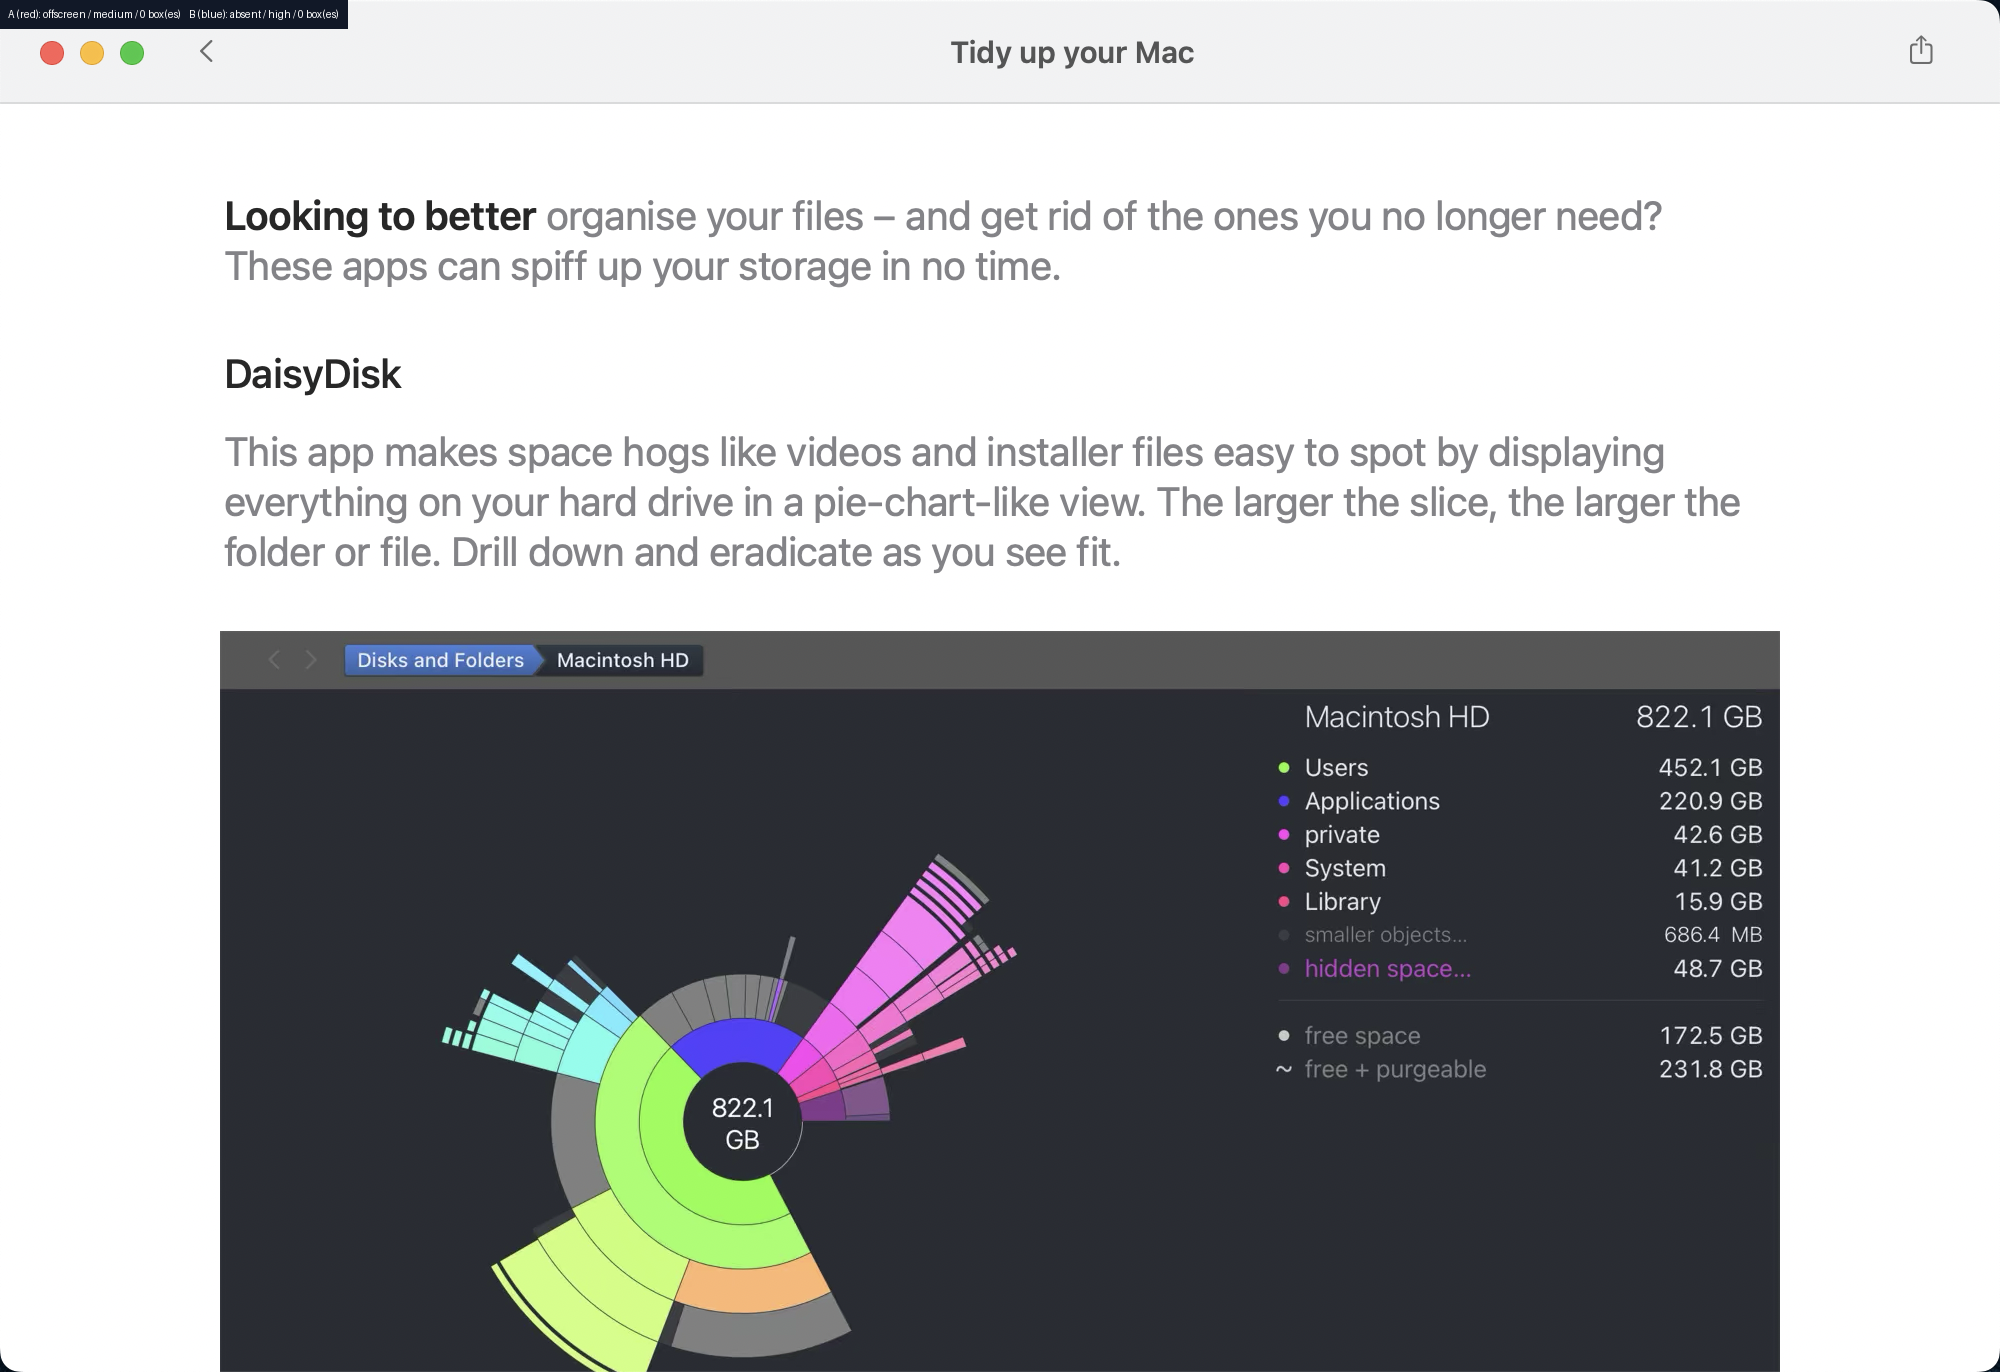 A (red): offscreen / medium / 0 box(es)   B (blue): absent / high / 0 box(es)
Tidy up your Mac
Looking to better organise your files – and get rid of the ones you no longer need?
These apps can spiff up your storage in no time.
DaisyDisk
This app makes space hogs like videos and installer files easy to spot by displaying
everything on your hard drive in a pie-chart-like view. The larger the slice, the larger the
folder or file. Drill down and eradicate as you see fit.
Disks and Folders Macintosh HD
Macintosh HD 822.1 GB
Users 452.1 GB
Applications 220.9 GB
private 42.6 GB
System 41.2 GB
Library 15.9 GB
smaller objects... 686.4 MB
hidden space... 48.7 GB
free space 172.5 GB
~ free + purgeable 231.8 GB
822.1
GB